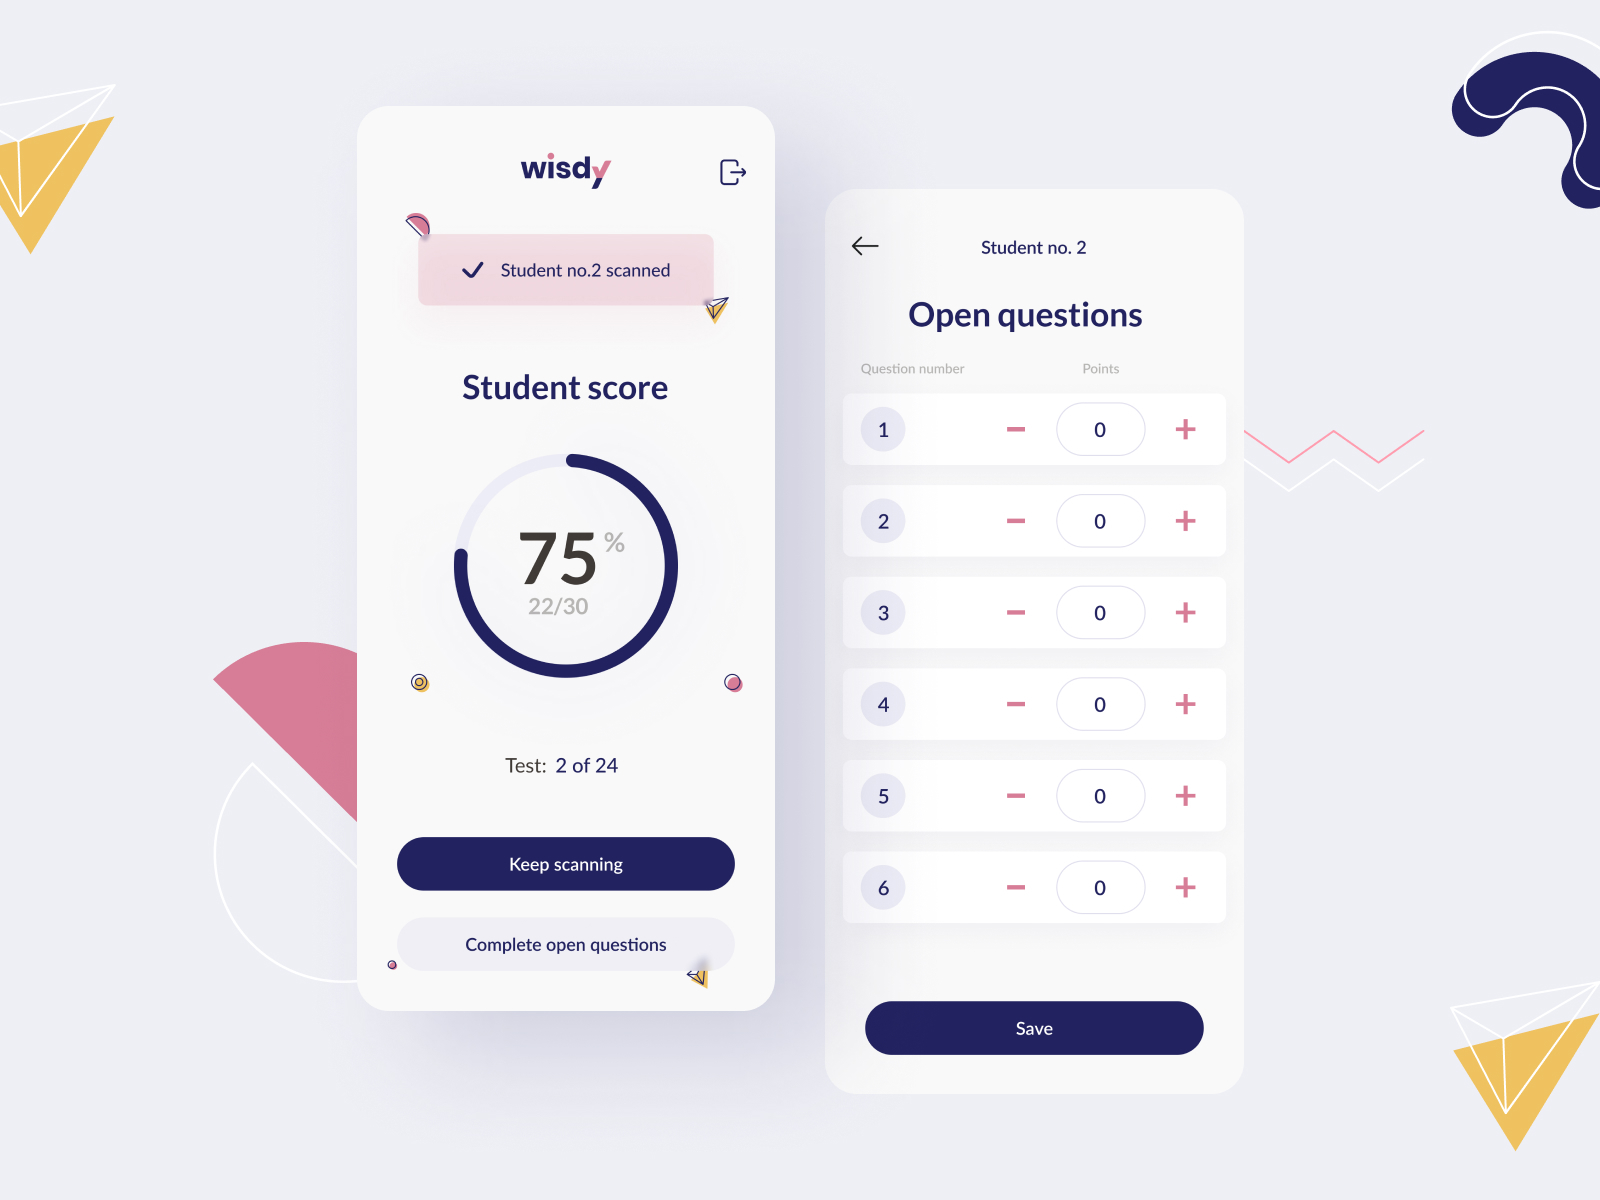 wisdy
Student no.2 scanned
Student score
75 %
22/30
Test: 2 of 24
Keep scanning
Complete open questions
Student no. 2
Open questions
Question number Points
1 − 0 +
2 − 0 +
3 − 0 +
4 − 0 +
5 − 0 +
6 − 0 +
Save